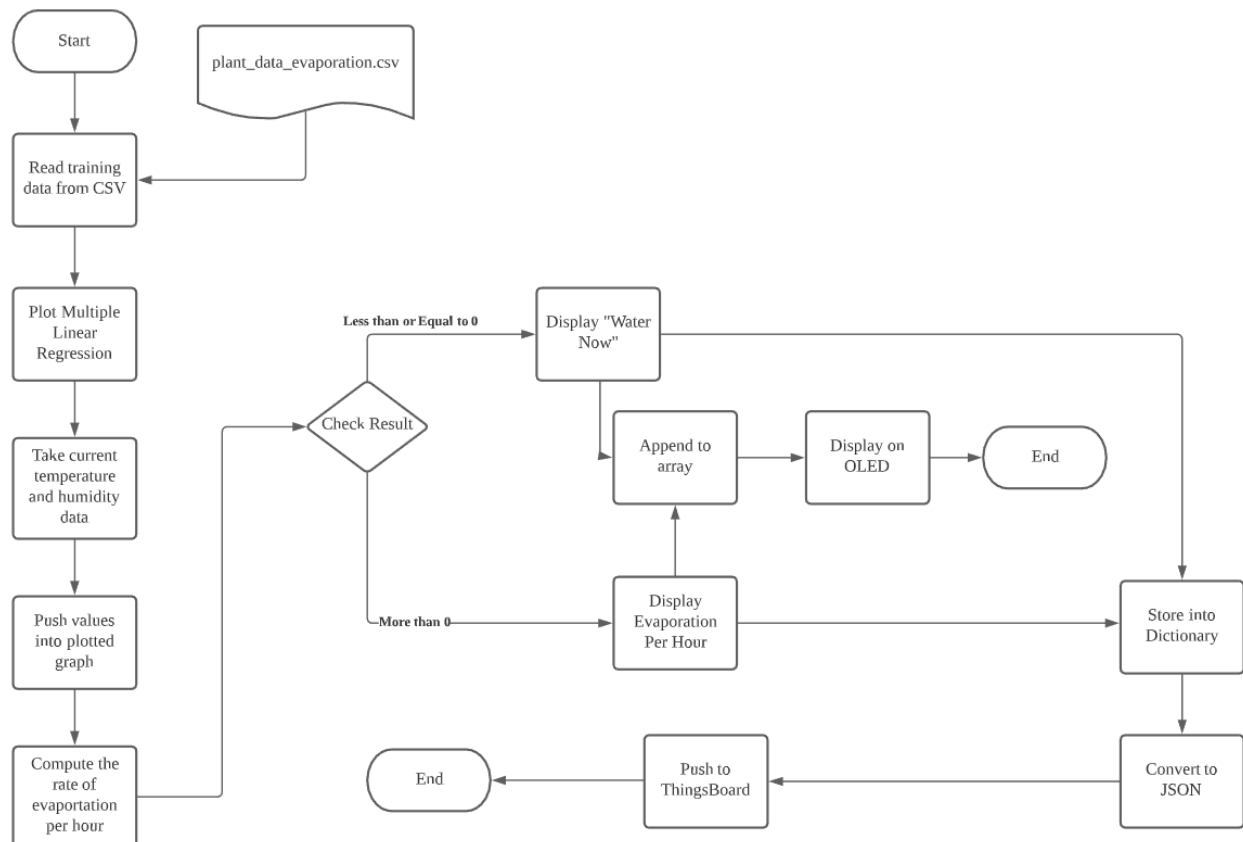 Start
plant_data_evaporation.csv
Read training
data from CSV
Plot Multiple
Linear
Regression
Less than or Equal to 0
Display "Water
Now"
Check Result
Take current
temperature
and humidity
data
Append to
array
Display on
OLED
End
Push values
into plotted
graph
More than 0
Display
Evaporation
Per Hour
Store into
Dictionary
Compute the
rate of
evaportation
per hour
End
Push to
ThingsBoard
Convert to
JSON